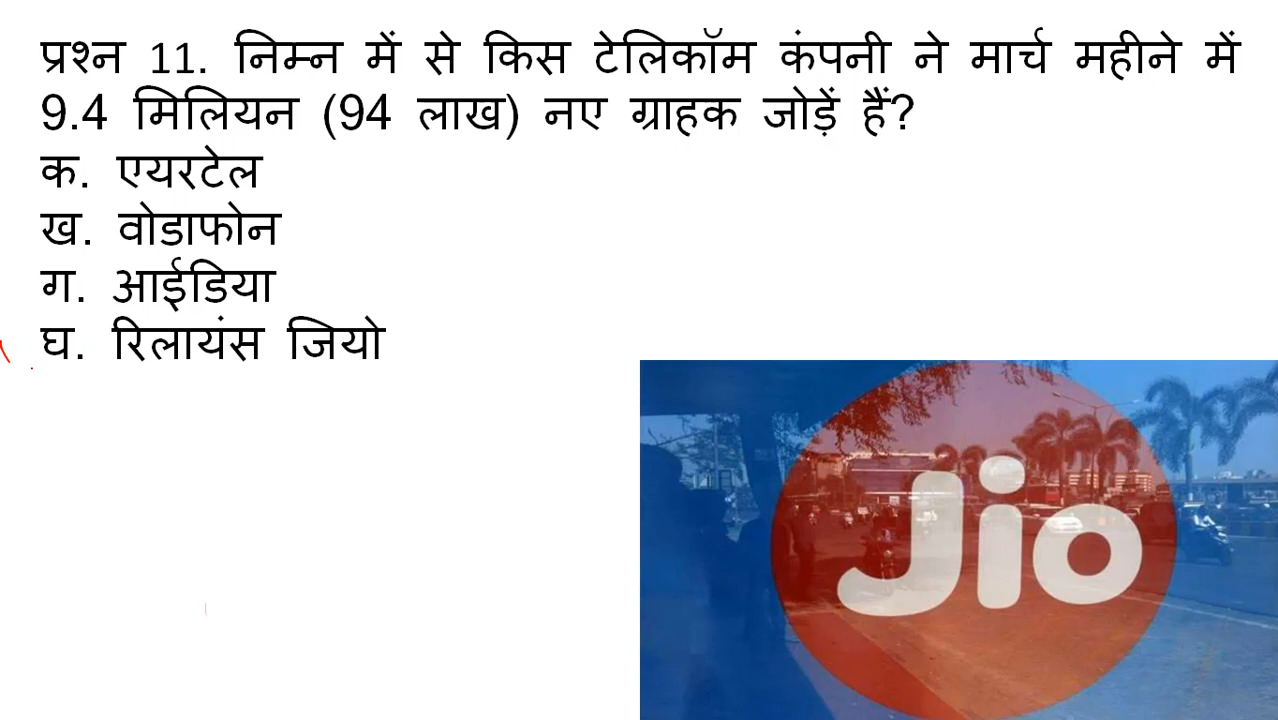 प्रश्न 11. निम्न में से किस टेलिकॉम कंपनी ने मार्च महीने में
9.4 मिलियन (94 लाख) नए ग्राहक जोड़ें हैं?
क. एयरटेल
ख. वोडाफोन
ग. आईडिया
घ. रिलायंस जियो
Jio